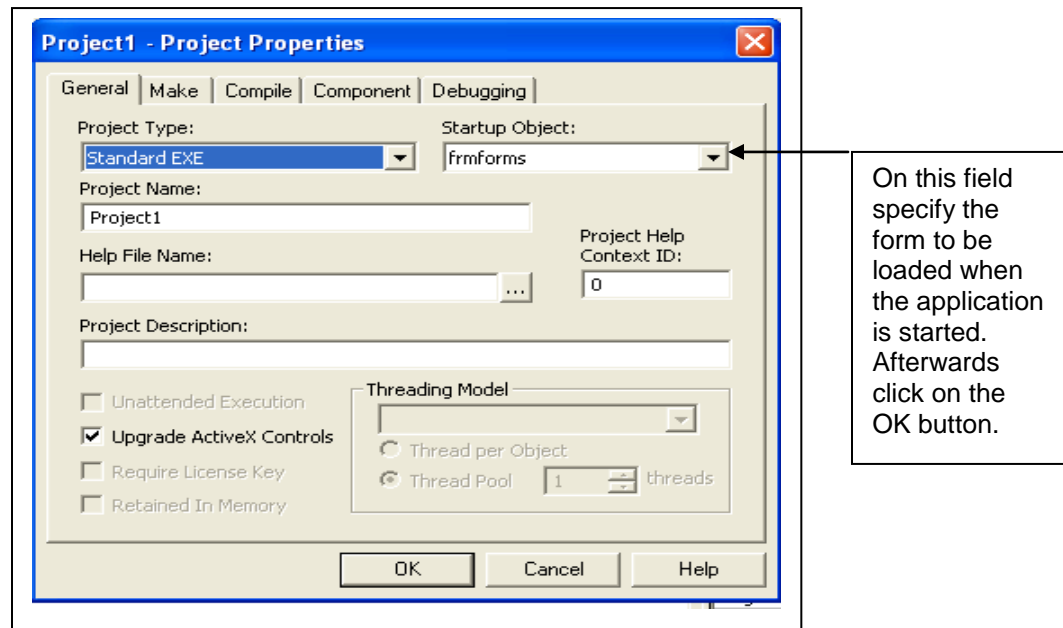 Project1 - Project Properties
General Make Compile Component Debugging
Project Type:
Startup Object:
Standard EXE
frmforms
Project Name:
Project1
Help File Name:
Project Help
Context ID:
...
0
Project Description:
Unattended Execution
Upgrade ActiveX Controls
Require License Key
Retained In Memory
Threading Model
Thread per Object
Thread Pool 1 threads
OK Cancel Help
On this field
specify the
form to be
loaded when
the application
is started.
Afterwards
click on the
OK button.